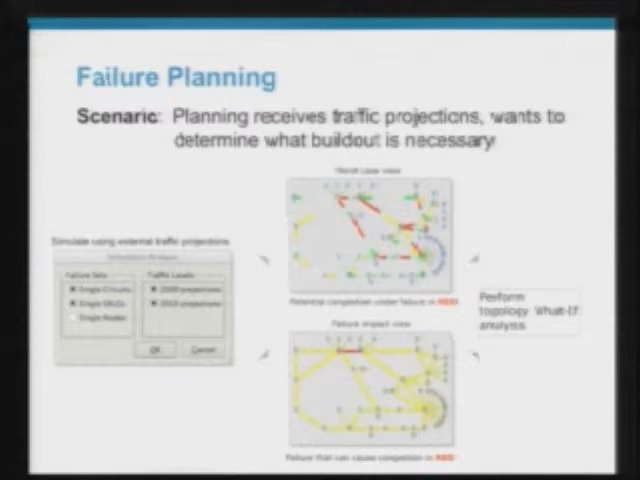 Failure Planning
Scenario: Planning receives traffic projections, wants to
determine what buildout is necessary
Worst case view
Simulate using external traffic projections
Simulation Analysis
Failure Sets
Traffic Levels
Single Circuits
2009 projections
Single SRLGs
2010 projections
Single Nodes
OK
Cancel
Potential congestion under failure in RED
Perform
topology What-If
analysis
Failure impact view
Failure that can cause congestion in RED